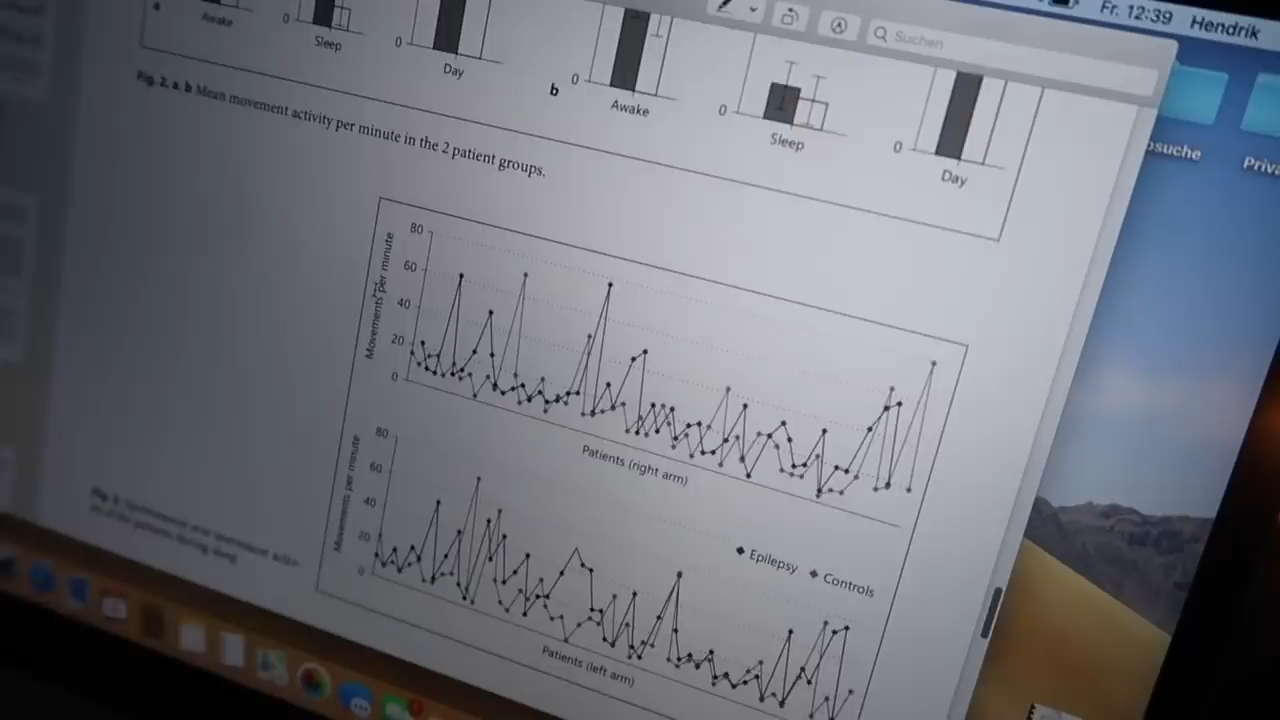 Fr. 12:39 Hendrik
Suchen
a
Awake
0
Sleep
0
Day
b
0
Awake
0
Sleep
0
Day
Fig. 2. a, b Mean movement activity per minute in the 2 patient groups.
Movements per minute
80
60
40
20
0
Patients (right arm)
Movements per minute
80
60
40
20
0
Patients (left arm)
Epilepsy
Controls